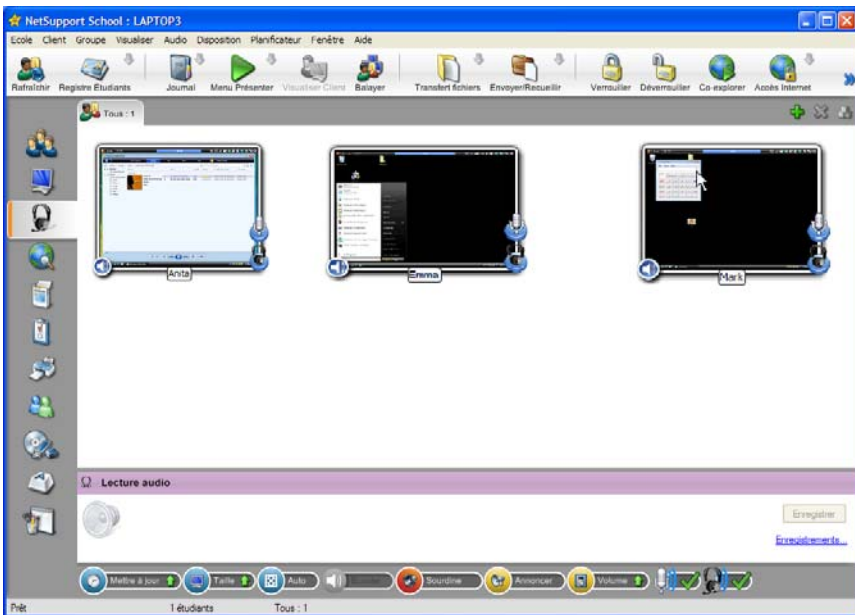 NetSupport School : LAPTOP3
Ecole Client Groupe Visualiser Audio Disposition Planificateur Fenêtre Aide
Rafraîchir Registre Etudiants Journal Menu Présenter Visualiser Client Balayer Transfert fichiers Envoyer/Recueillir Verrouiller Déverrouiller Co-explorer Accès Internet
Tous : 1
Anita
Emma
Mark
Lecture audio
Enregistrer
Enregistrements...
Mettre à jour Taille Auto Sourdine Annoncer Volume
Prêt 1 étudiants Tous : 1